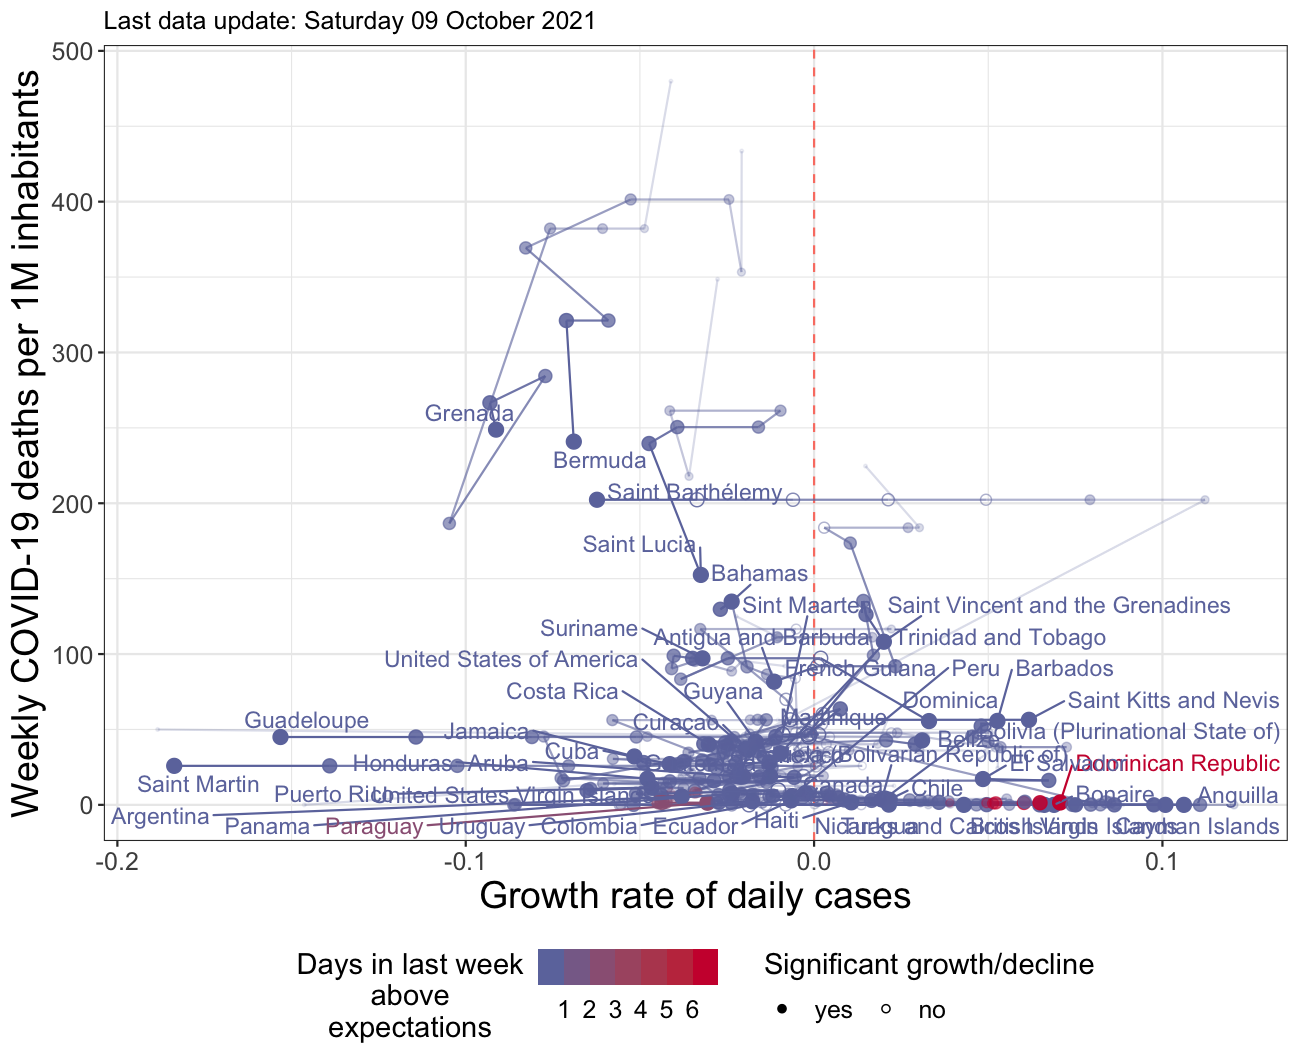 Last data update: Saturday 09 October 2021
Weekly COVID-19 deaths per 1M inhabitants
500
400
300
200
100
0
Grenada
Bermuda
Saint Barthélemy
Saint Lucia
Bahamas
Sint Maarten
Saint Vincent and the Grenadines
Suriname
Antigua and Barbuda
Trinidad and Tobago
United States of America
French Guiana
Peru
Barbados
Costa Rica
Guyana
Dominica
Saint Kitts and Nevis
Guadeloupe
Curacao
Martinique
Jamaica
Belize
Bolivia (Plurinational State of)
Cuba
Mexico
Bolivarian Republic of)
Honduras
Aruba
El Salvador
Dominican Republic
Saint Martin
Puerto Rico
United States Virgin Islands
Canada
Chile
Bonaire
Anguilla
Argentina
Panama
Paraguay
Uruguay
Colombia
Ecuador
Haiti
Nicaragua
Turks and Caicos Islands
British Virgin Islands
Cayman Islands
-0.2
-0.1
0.0
0.1
Growth rate of daily cases
Days in last week
above
expectations
1 2 3 4 5 6
Significant growth/decline
yes
no